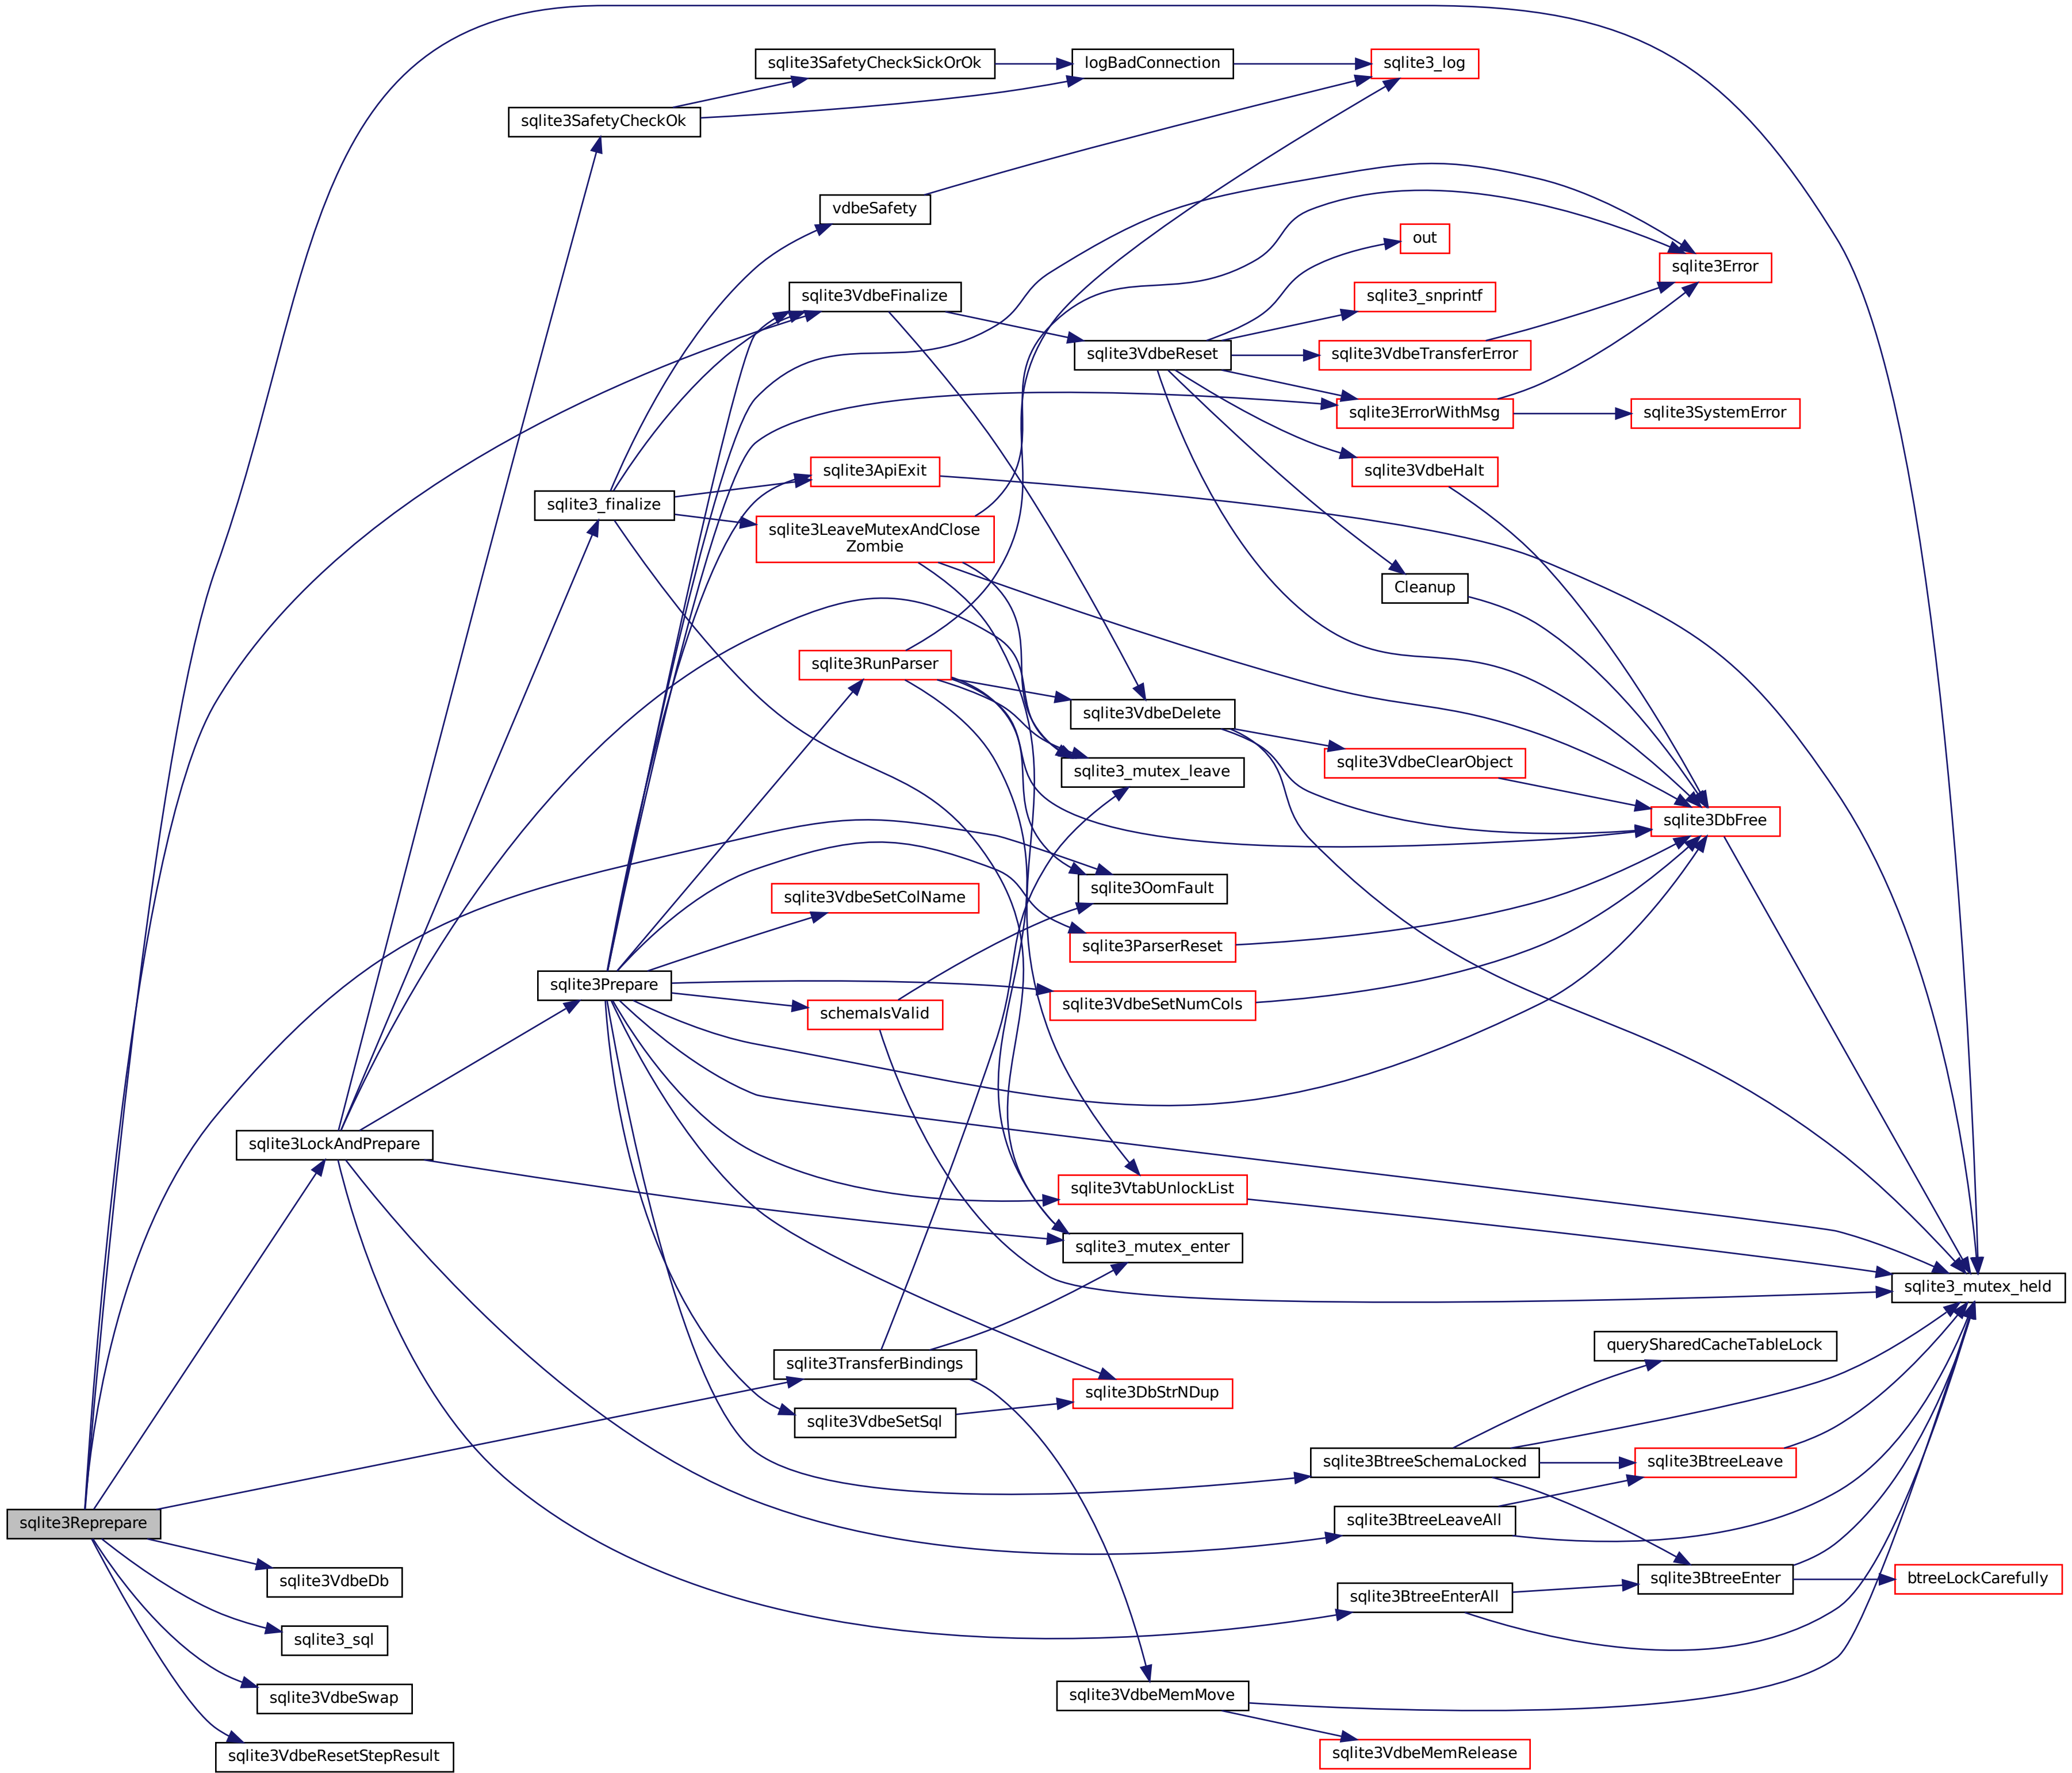 sqlite3SafetyCheckSickOrOk
logBadConnection
sqlite3_log
sqlite3SafetyCheckOk
vdbeSafety
out
sqlite3Error
sqlite3VdbeFinalize
sqlite3_snprintf
sqlite3VdbeReset
sqlite3VdbeTransferError
sqlite3ErrorWithMsg
sqlite3SystemError
sqlite3ApiExit
sqlite3VdbeHalt
sqlite3_finalize
sqlite3LeaveMutexAndClose
Zombie
Cleanup
sqlite3RunParser
sqlite3VdbeDelete
sqlite3VdbeClearObject
sqlite3_mutex_leave
sqlite3DbFree
sqlite3OomFault
sqlite3VdbeSetColName
sqlite3ParserReset
sqlite3Prepare
sqlite3VdbeSetNumCols
schemaIsValid
sqlite3LockAndPrepare
sqlite3VtabUnlockList
sqlite3_mutex_enter
sqlite3_mutex_held
querySharedCacheTableLock
sqlite3TransferBindings
sqlite3DbStrNDup
sqlite3VdbeSetSql
sqlite3BtreeSchemaLocked
sqlite3BtreeLeave
sqlite3Reprepare
sqlite3BtreeLeaveAll
sqlite3VdbeDb
sqlite3BtreeEnter
btreeLockCarefully
sqlite3BtreeEnterAll
sqlite3_sql
sqlite3VdbeSwap
sqlite3VdbeMemMove
sqlite3VdbeResetStepResult
sqlite3VdbeMemRelease